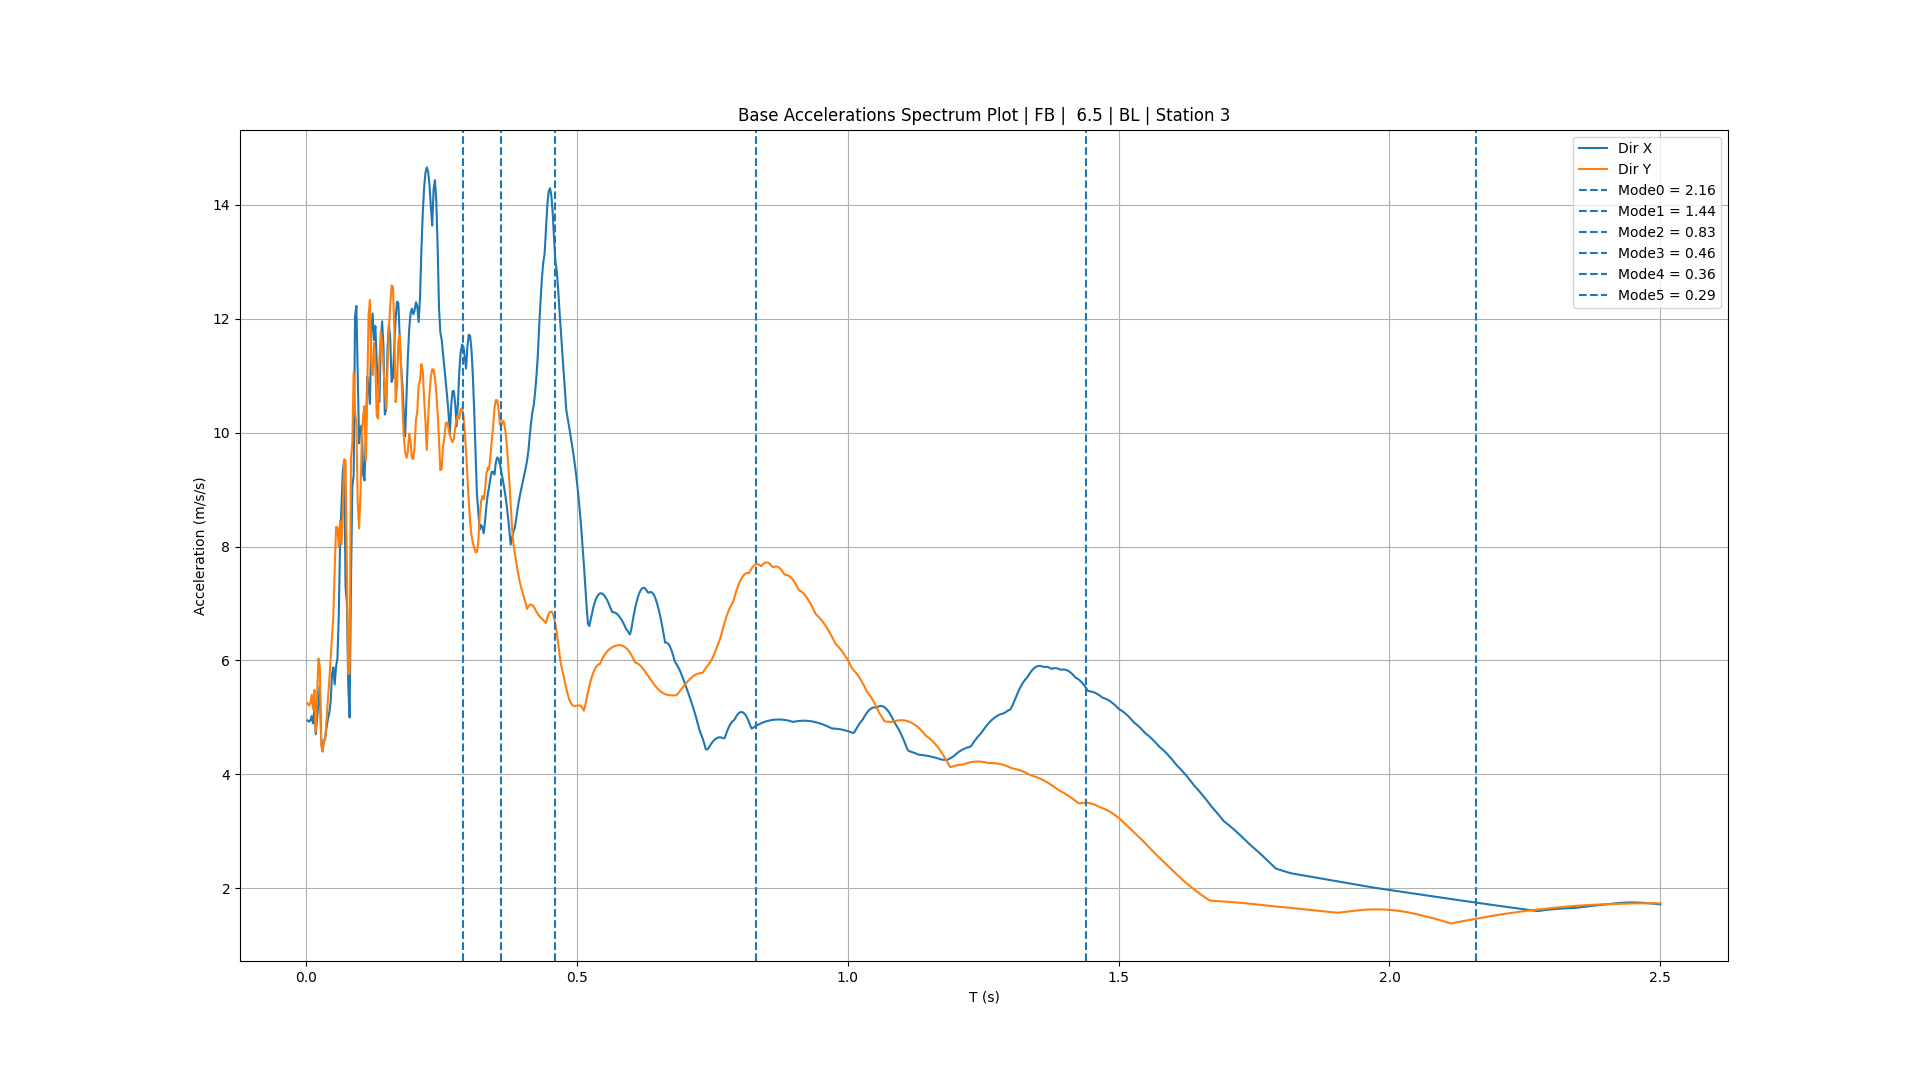 Base Accelerations Spectrum Plot | FB |  6.5 | BL | Station 3
Dir X
Dir Y
Mode0 = 2.16
Mode1 = 1.44
Mode2 = 0.83
Mode3 = 0.46
Mode4 = 0.36
Mode5 = 0.29
Acceleration (m/s/s)
14
12
10
8
6
4
2
0.0 0.5 1.0 1.5 2.0 2.5
T (s)